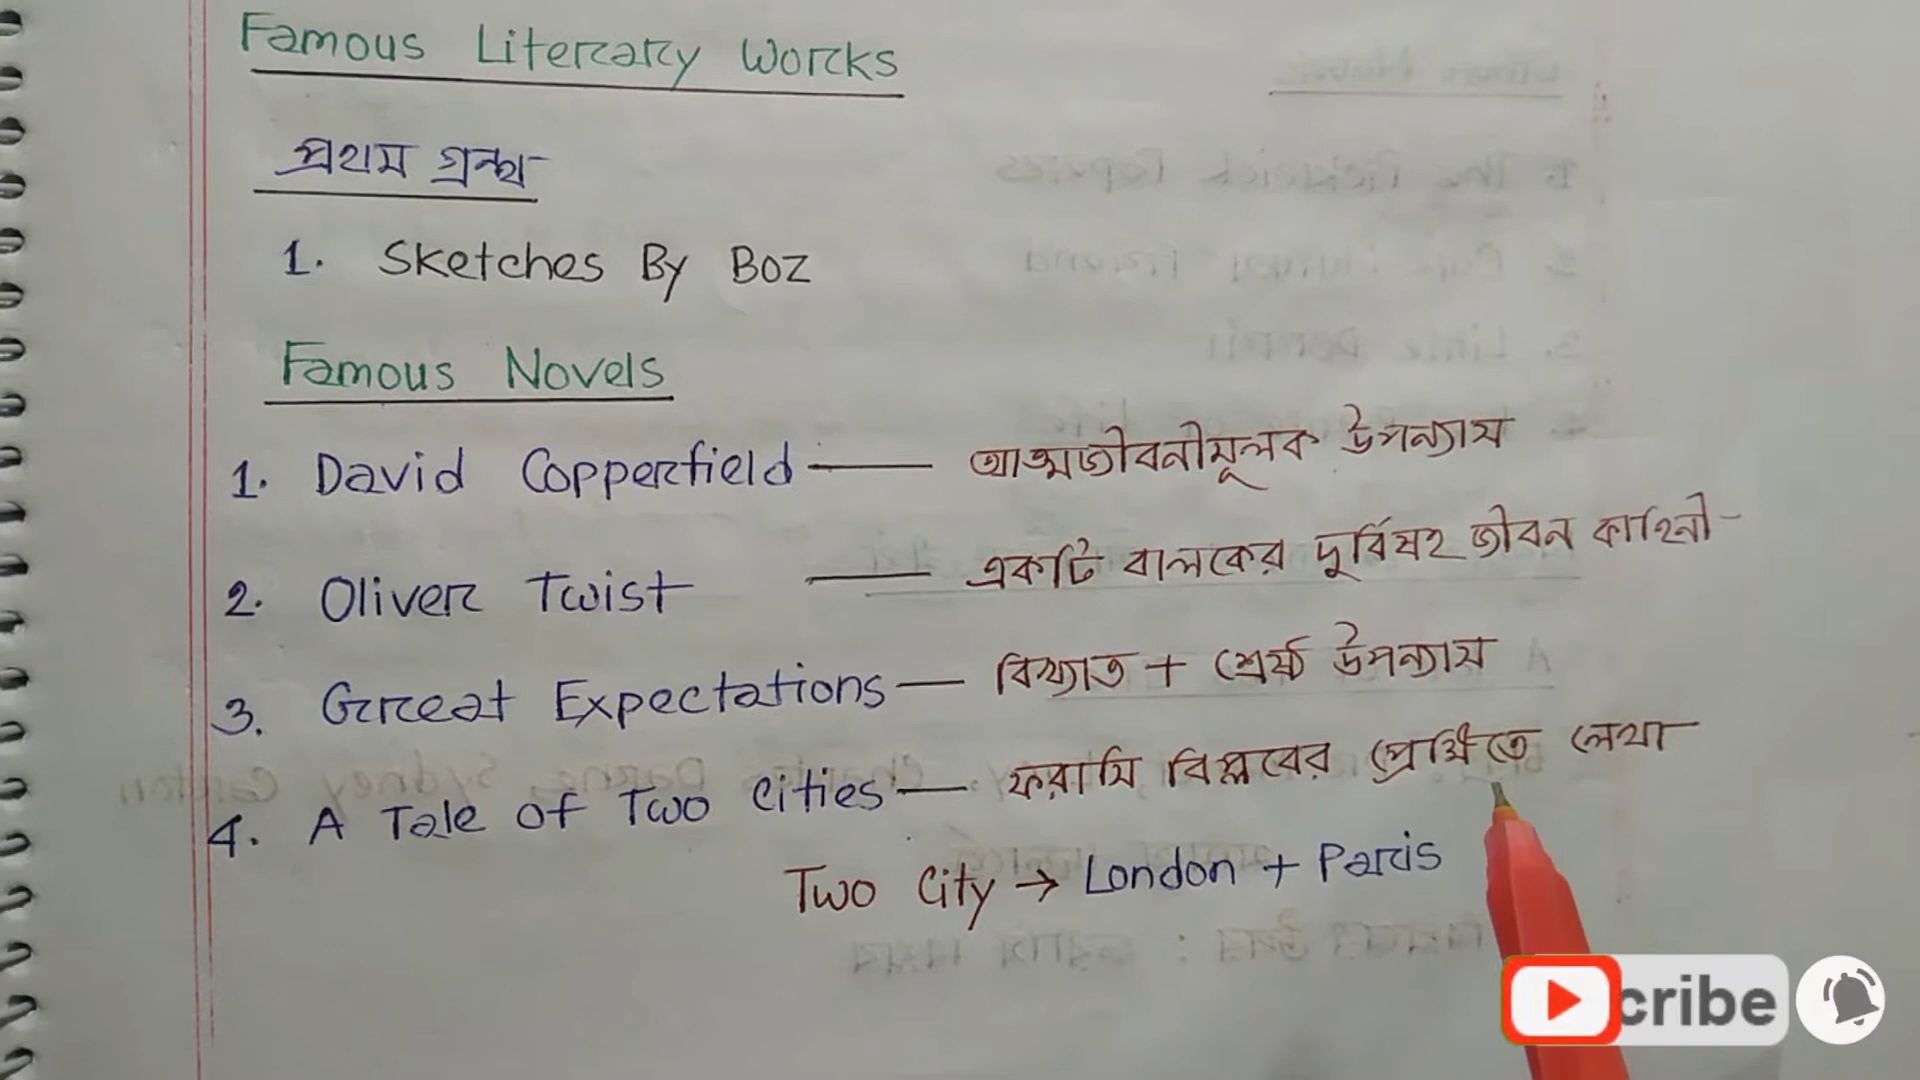 Famous Literary Works
প্রথম গ্রন্থ
1. Sketches By Boz
Famous Novels
1. David Copperfield — আত্মজীবনীমূলক উপন্যাস
2. Oliver Twist — একটি বালকের দুর্বিষহ জীবন কাহিনী
3. Great Expectations — বিখ্যাত + শ্রেষ্ঠ উপন্যাস
4. A Tale of Two Cities — ফরাসি বিপ্লবের প্রেক্ষিতে লেখা
Two City → London + Paris
cribe